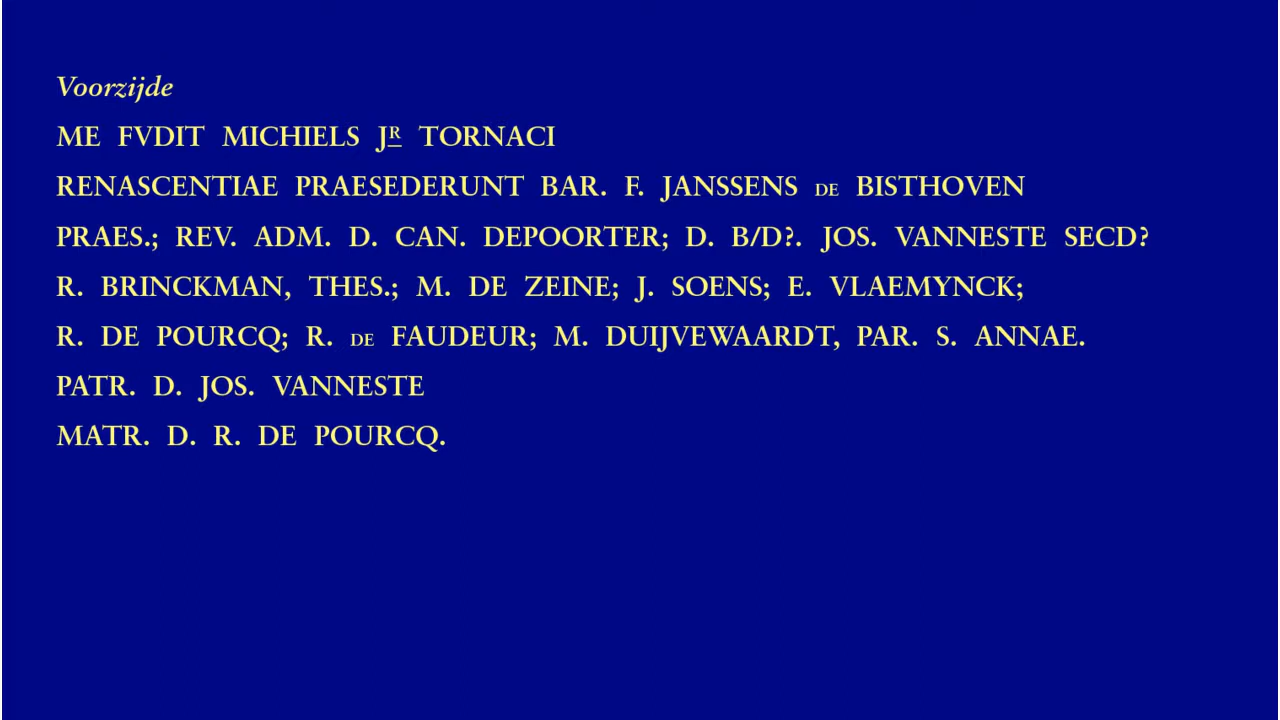 Voorzijde
ME FVDIT MICHIELS Jᴿ TORNACI
RENASCENTIAE PRAESEDERUNT BAR. F. JANSSENS DE BISTHOVEN
PRAES.; REV. ADM. D. CAN. DEPOORTER; D. B/D?. JOS. VANNESTE SECD?
R. BRINCKMAN, THES.; M. DE ZEINE; J. SOENS; E. VLAEMYNCK;
R. DE POURCQ; R. DE FAUDEUR; M. DUIJVEWAARDT, PAR. S. ANNAE.
PATR. D. JOS. VANNESTE
MATR. D. R. DE POURCQ.